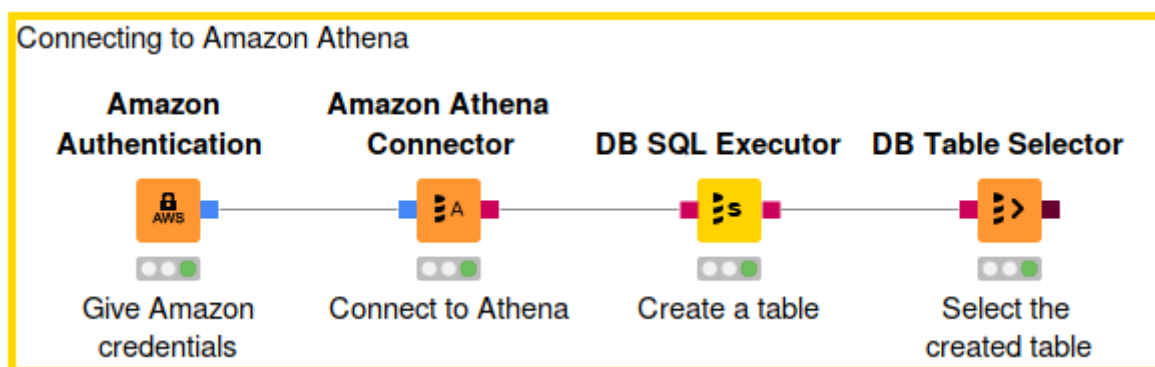 Connecting to Amazon Athena
Amazon Authentication
Amazon Athena Connector
DB SQL Executor
DB Table Selector
AWS
A
s
Give Amazon credentials
Connect to Athena
Create a table
Select the created table